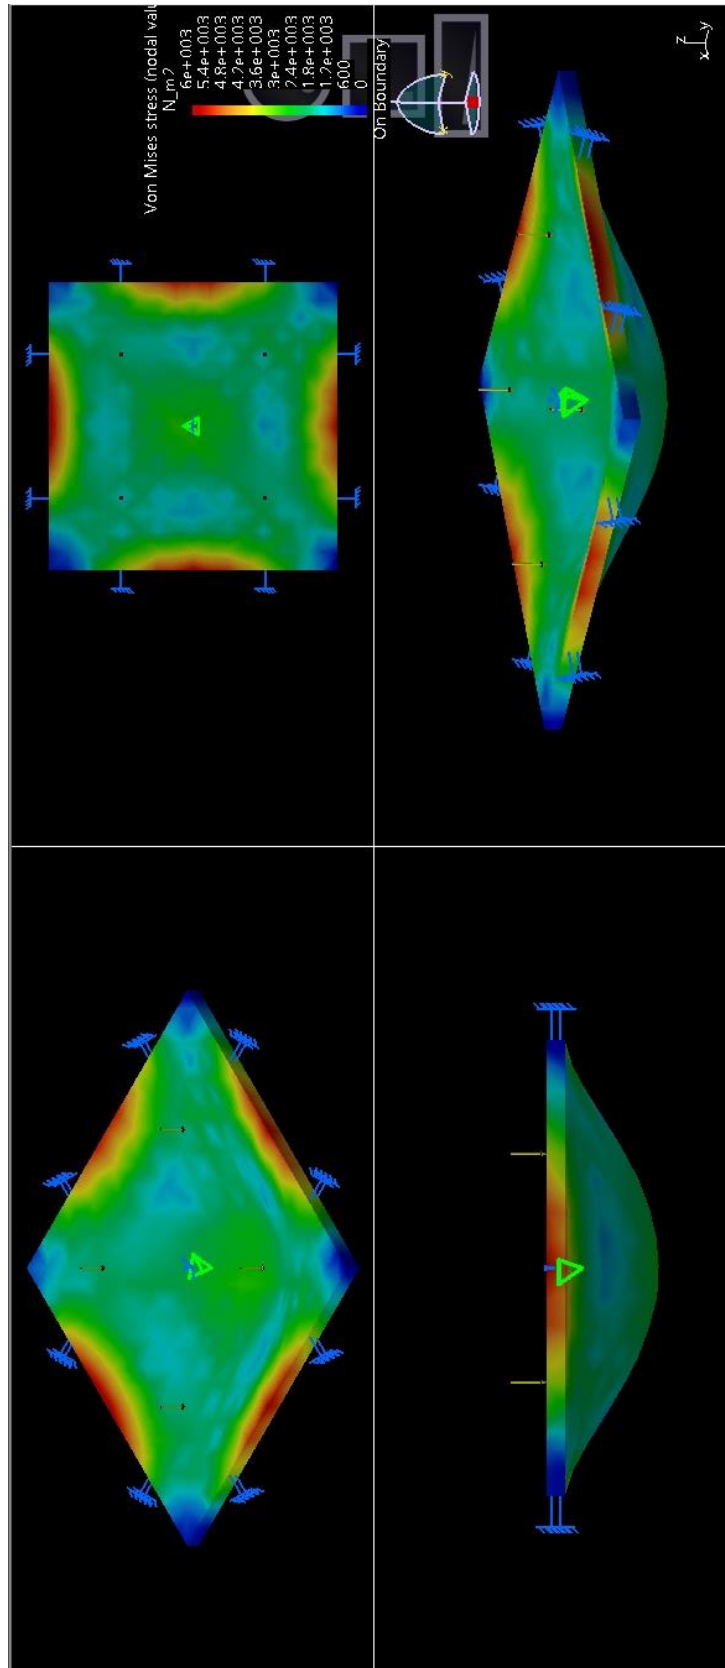 Von Mises stress (nodal valu
N_m2
6e+003
5.4e+003
4.8e+003
4.2e+003
3.6e+003
3e+003
2.4e+003
1.8e+003
1.2e+003
600
0
On Boundary
x
y
z
x
y